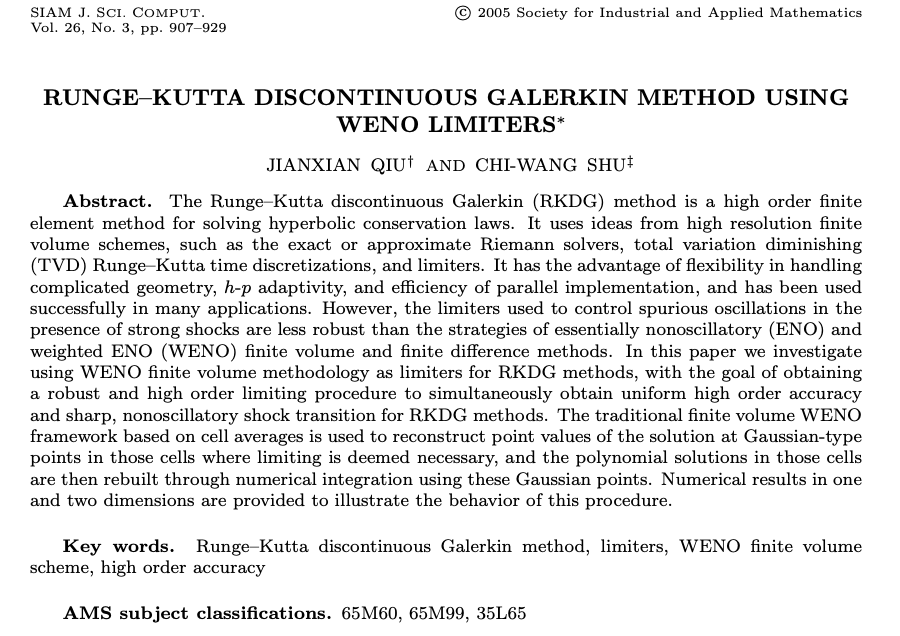 SIAM J. SCI. COMPUT.
© 2005 Society for Industrial and Applied Mathematics
Vol. 26, No. 3, pp. 907–929
RUNGE–KUTTA DISCONTINUOUS GALERKIN METHOD USING
WENO LIMITERS*
JIANXIAN QIU† AND CHI-WANG SHU‡
Abstract. The Runge–Kutta discontinuous Galerkin (RKDG) method is a high order finite
element method for solving hyperbolic conservation laws. It uses ideas from high resolution finite
volume schemes, such as the exact or approximate Riemann solvers, total variation diminishing
(TVD) Runge–Kutta time discretizations, and limiters. It has the advantage of flexibility in handling
complicated geometry, h-p adaptivity, and efficiency of parallel implementation, and has been used
successfully in many applications. However, the limiters used to control spurious oscillations in the
presence of strong shocks are less robust than the strategies of essentially nonoscillatory (ENO) and
weighted ENO (WENO) finite volume and finite difference methods. In this paper we investigate
using WENO finite volume methodology as limiters for RKDG methods, with the goal of obtaining
a robust and high order limiting procedure to simultaneously obtain uniform high order accuracy
and sharp, nonoscillatory shock transition for RKDG methods. The traditional finite volume WENO
framework based on cell averages is used to reconstruct point values of the solution at Gaussian-type
points in those cells where limiting is deemed necessary, and the polynomial solutions in those cells
are then rebuilt through numerical integration using these Gaussian points. Numerical results in one
and two dimensions are provided to illustrate the behavior of this procedure.
Key words. Runge–Kutta discontinuous Galerkin method, limiters, WENO finite volume
scheme, high order accuracy
AMS subject classifications. 65M60, 65M99, 35L65